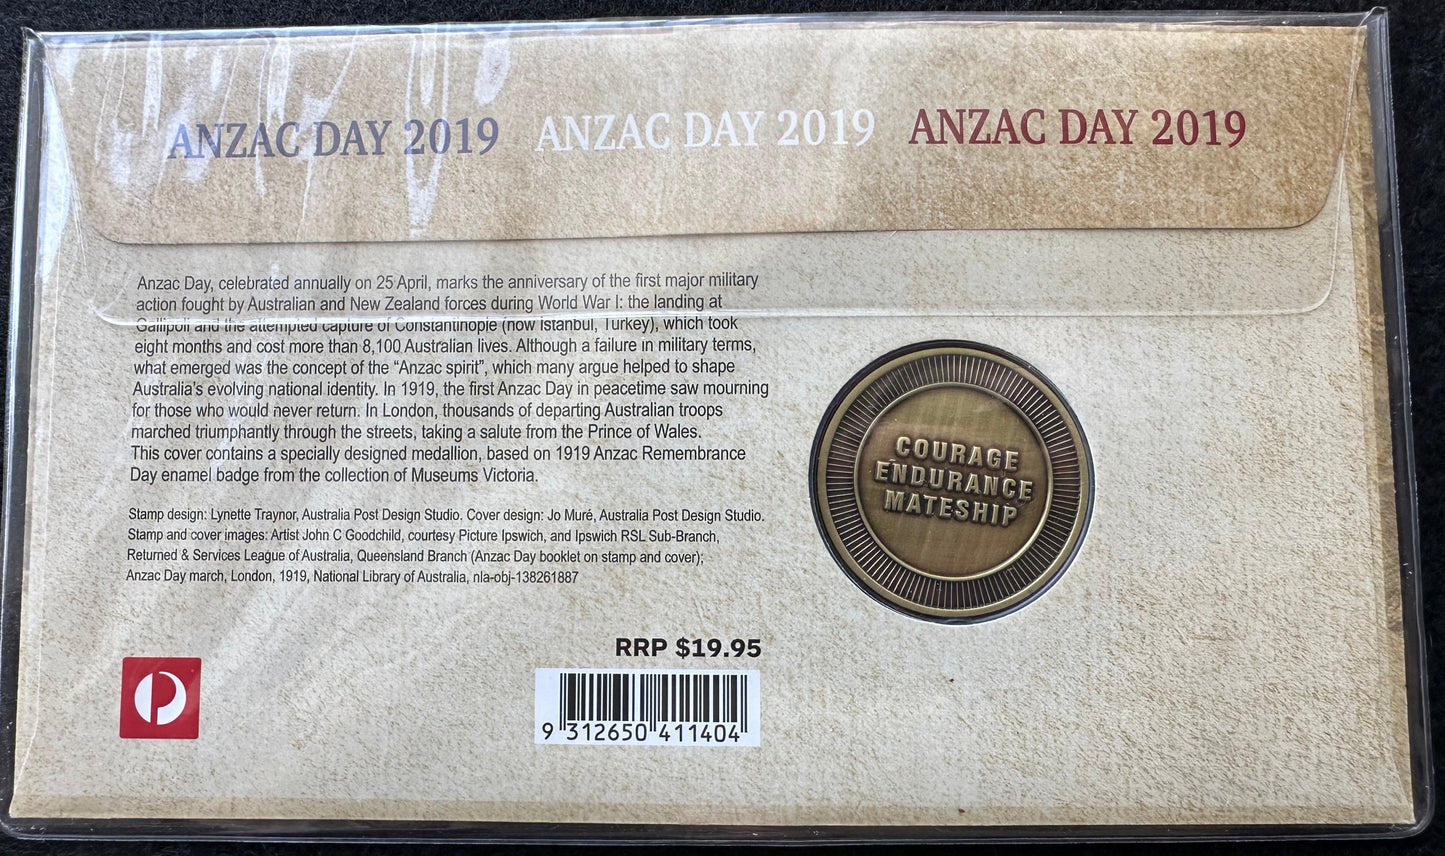 ANZAC DAY 2019 ANZAC DAY 2019 ANZAC DAY 2019
Anzac Day, celebrated annually on 25 April, marks the anniversary of the first major military
action fought by Australian and New Zealand forces during World War I: the landing at
Gallipoli and the attempted capture of Constantinople (now Istanbul, Turkey), which took
eight months and cost more than 8,100 Australian lives. Although a failure in military terms,
what emerged was the concept of the “Anzac spirit”, which many argue helped to shape
Australia's evolving national identity. In 1919, the first Anzac Day in peacetime saw mourning
for those who would never return. In London, thousands of departing Australian troops
marched triumphantly through the streets, taking a salute from the Prince of Wales.
This cover contains a specially designed medallion, based on 1919 Anzac Remembrance
Day enamel badge from the collection of Museums Victoria.
Stamp design: Lynette Traynor, Australia Post Design Studio. Cover design: Jo Muré, Australia Post Design Studio.
Stamp and cover images: Artist John C Goodchild, courtesy Picture Ipswich, and Ipswich RSL Sub-Branch,
Returned & Services League of Australia, Queensland Branch (Anzac Day booklet on stamp and cover);
Anzac Day march, London, 1919, National Library of Australia, nla-obj-138261887
COURAGE
ENDURANCE
MATESHIP
RRP $19.95
9 312650 411404